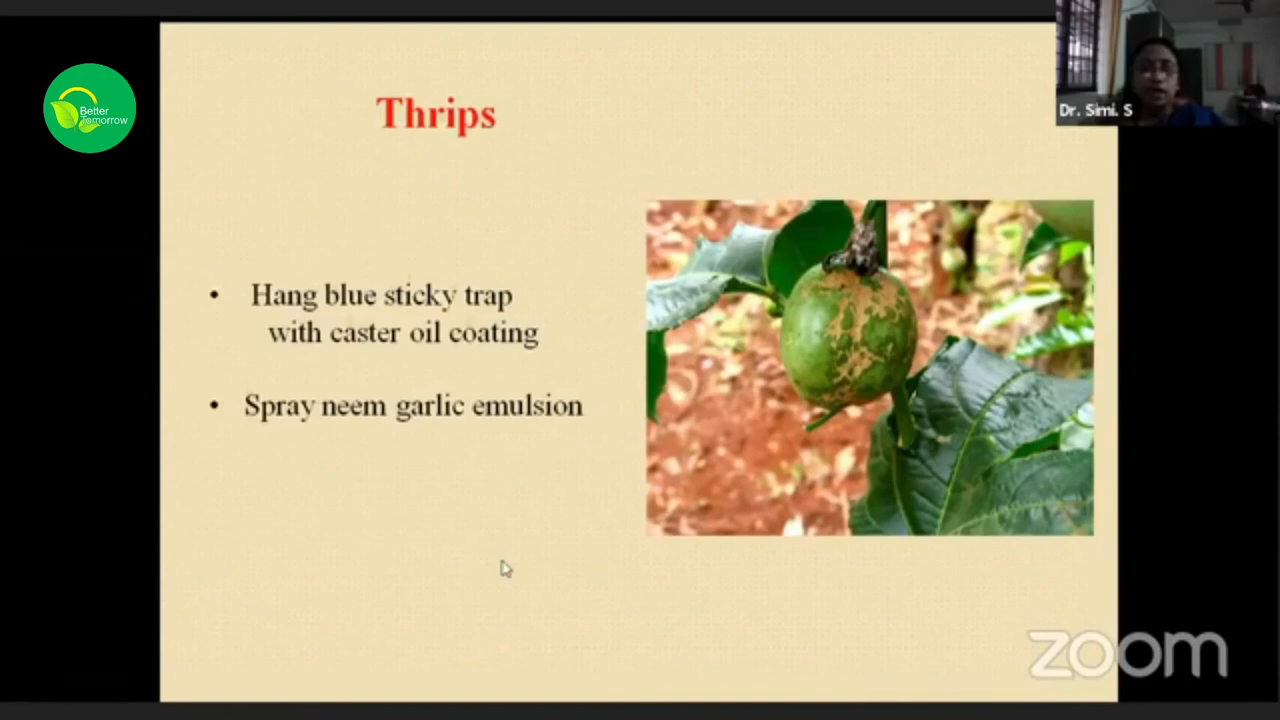 Better
Tomorrow
Thrips
Dr. Simi. S
• Hang blue sticky trap
with caster oil coating
• Spray neem garlic emulsion
zoom